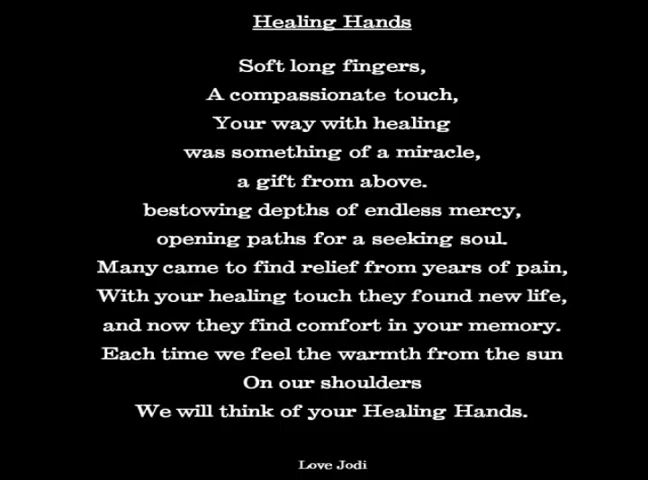 Healing Hands
Soft long fingers,
A compassionate touch,
Your way with healing
was something of a miracle,
a gift from above.
bestowing depths of endless mercy,
opening paths for a seeking soul.
Many came to find relief from years of pain,
With your healing touch they found new life,
and now they find comfort in your memory.
Each time we feel the warmth from the sun
On our shoulders
We will think of your Healing Hands.
Love Jodi